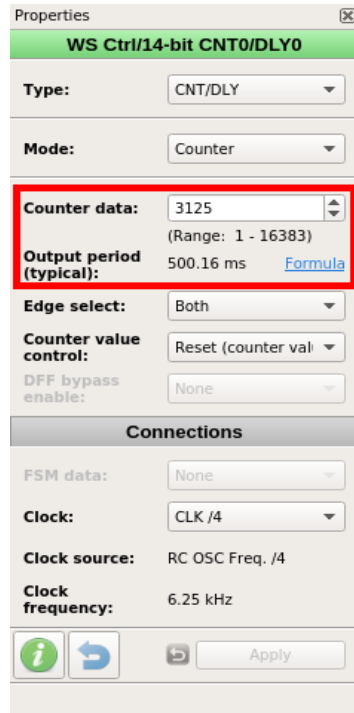 Properties
WS Ctrl/14-bit CNT0/DLY0
Type: CNT/DLY
Mode: Counter
Counter data: 3125
(Range: 1 - 16383)
Output period
(typical): 500.16 ms Formula
Edge select: Both
Counter value
control: Reset (counter val
DFF bypass
enable: None
Connections
FSM data: None
Clock: CLK /4
Clock source: RC OSC Freq. /4
Clock
frequency: 6.25 kHz
Apply